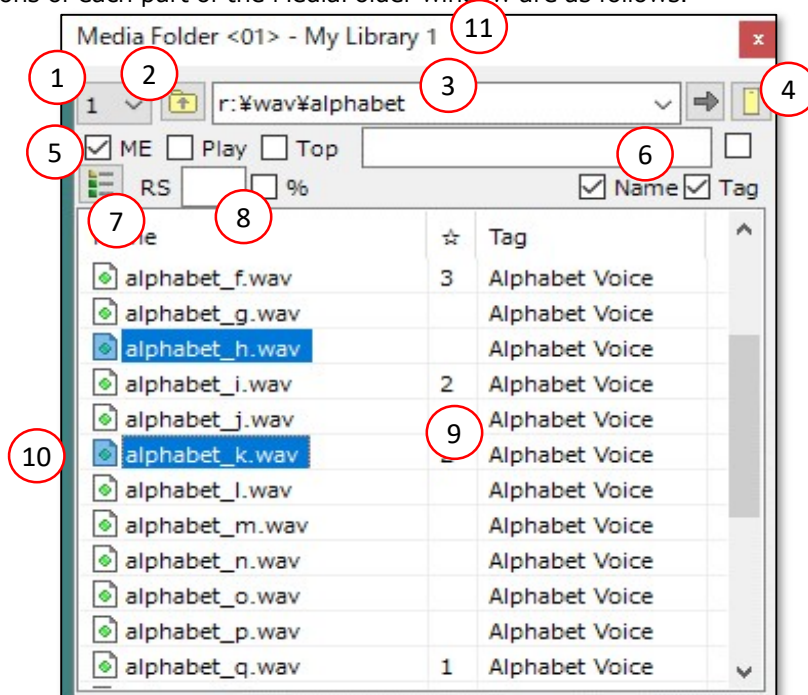 ons of each part of the MediaFolder window are as follows.
Media Folder <01> - My Library 1
11
x
1
2
3
4
1
r:¥wav¥alphabet
5
ME Play Top
6
RS % Name Tag
7
8
☆ Tag
alphabet_f.wav 3 Alphabet Voice
alphabet_g.wav Alphabet Voice
alphabet_h.wav Alphabet Voice
alphabet_i.wav 2 Alphabet Voice
alphabet_j.wav Alphabet Voice
9
10
alphabet_k.wav Alphabet Voice
alphabet_l.wav Alphabet Voice
alphabet_m.wav Alphabet Voice
alphabet_n.wav Alphabet Voice
alphabet_o.wav Alphabet Voice
alphabet_p.wav Alphabet Voice
alphabet_q.wav 1 Alphabet Voice